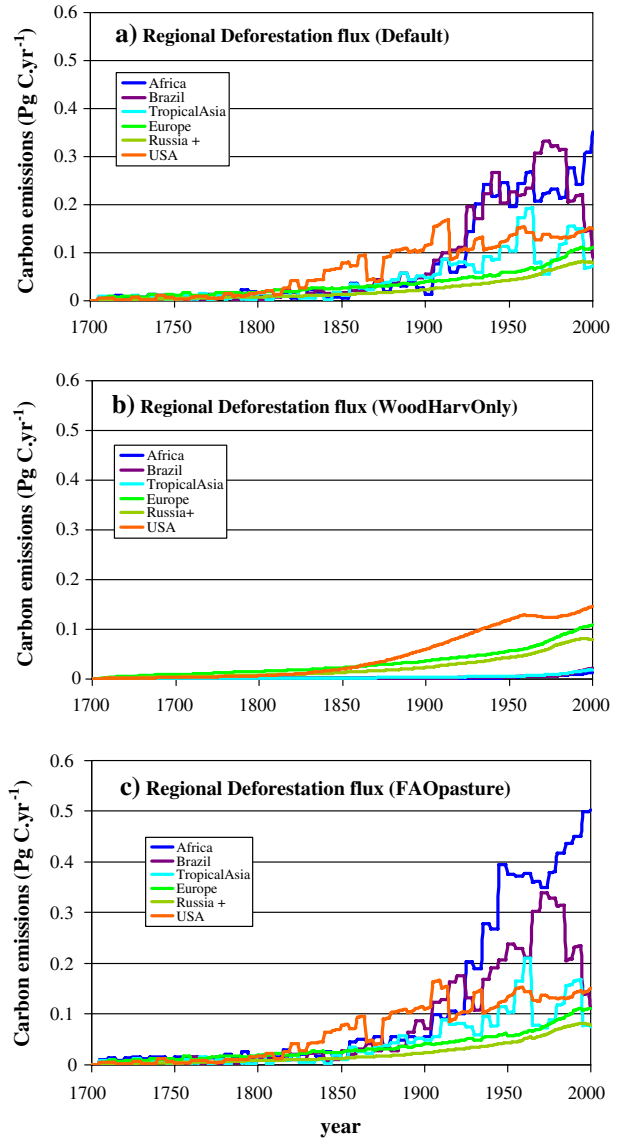 a) Regional Deforestation flux (Default)
Carbon emissions (Pg C.yr-1)
0.6
0.5
0.4
0.3
0.2
0.1
0
Africa
Brazil
TropicalAsia
Europe
Russia +
USA
1700 1750 1800 1850 1900 1950 2000
b) Regional Deforestation flux (WoodHarvOnly)
Carbon emissions (Pg C.yr-1)
0.6
0.5
0.4
0.3
0.2
0.1
0
Africa
Brazil
TropicalAsia
Europe
Russia+
USA
1700 1700 1800 1850 1900 1950 2000
c) Regional Deforestation flux (FAOpasture)
Carbon emissions (Pg C.yr-1)
0.6
0.5
0.4
0.3
0.2
0.1
0
Africa
Brazil
TropicalAsia
Europe
Russia +
USA
1700 1750 1800 1850 1900 1950 2000
year